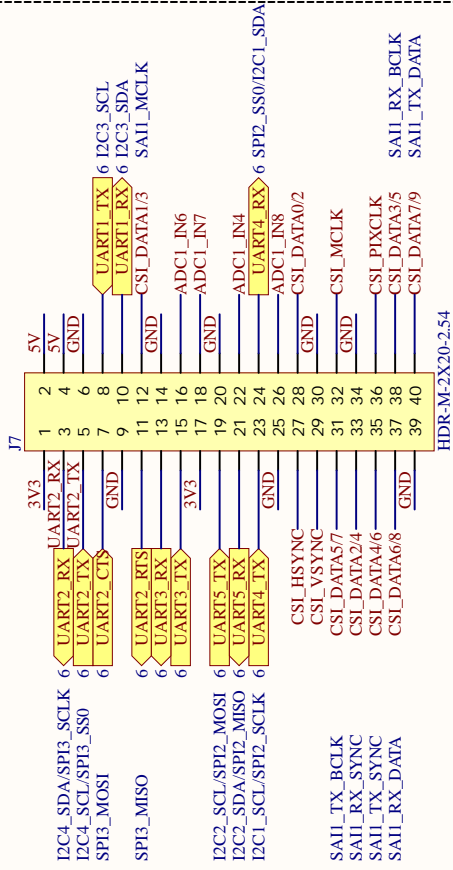 J7
3V3 5V
1 2
UART2_RX 5V
I2C4_SDA/SPI3_SCLK 6 UART2_RX 3 4
UART2_TX GND
I2C4_SCL/SPI3_SS0 6 UART2_TX 5 6
SPI3_MOSI 6 UART2_CTS 7 8 UART1_TX 6 I2C3_SCL
GND
9 10 UART1_RX 6 I2C3_SDA
SPI3_MISO 6 UART2_RTS 11 12 CSI_DATA1/3 SAI1_MCLK
GND
6 UART3_RX 13 14
6 UART3_TX 15 16 ADC1_IN6
3V3
17 18 ADC1_IN7
GND
I2C2_SCL/SPI2_MOSI 6 UART5_TX 19 20
I2C2_SDA/SPI2_MISO 6 UART5_RX 21 22 ADC1_IN4
I2C1_SCL/SPI2_SCLK 6 UART4_TX 23 24 UART4_RX 6 SPI2_SS0/I2C1_SDA
GND
25 26 ADC1_IN8
CSI_HSYNC 27 28 CSI_DATA0/2
GND
CSI_VSYNC 29 30
SAI1_TX_BCLK CSI_DATA5/7 31 32 CSI_MCLK
GND
SAI1_RX_SYNC CSI_DATA2/4 33 34
SAI1_TX_SYNC CSI_DATA4/6 35 36 CSI_PIXCLK
SAI1_RX_DATA CSI_DATA6/8 37 38 CSI_DATA3/5 SAI1_RX_BCLK
GND
39 40 CSI_DATA7/9 SAI1_TX_DATA
HDR-M-2X20-2.54